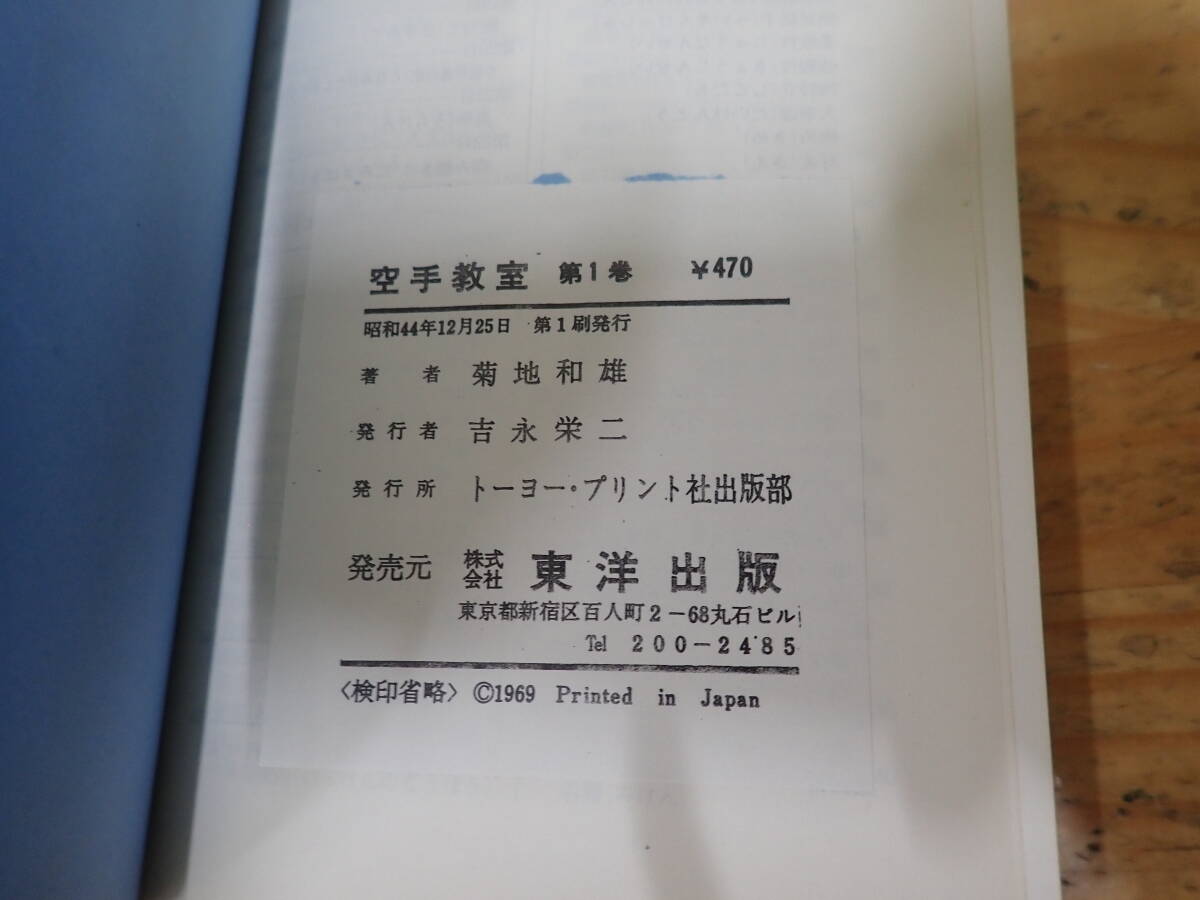 空手教室 第1巻 ¥470
昭和44年12月25日 第1刷発行
著者 菊地和雄
発行者 吉永栄二
発行所 トーヨー・プリント社出版部
発売元 株式会社 東洋出版
東京都新宿区百人町2-68丸石ビル
Tel 200-2485
〈検印省略〉 ©1969 Printed in Japan